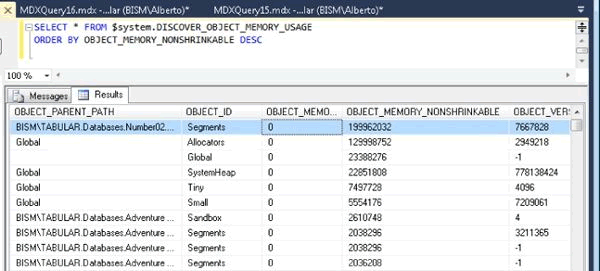 MDXQuery16.mdx -...lar (BISM\Alberto)* MDXQuery15.mdx -...lar (BISM\Alberto)*
SELECT * FROM $system.DISCOVER_OBJECT_MEMORY_USAGE
ORDER BY OBJECT_MEMORY_NONSHRINKABLE DESC
100 %
Messages Results
OBJECT_PARENT_PATH OBJECT_ID OBJECT_MEMO... OBJECT_MEMORY_NONSHRINKABLE OBJECT_VERS
BISM\TABULAR.Databases.Number02.... Segments 0 199962032 7667828
Global Allocators 0 129998752 2949218
Global 0 23388276 -1
Global SystemHeap 0 22851808 778138424
Global Tiny 0 7497728 4096
Global Small 0 5554176 7209061
BISM\TABULAR.Databases.Adventure ... Sandbox 0 2610748 4
BISM\TABULAR.Databases.Adventure ... Segments 0 2038296 3211365
BISM\TABULAR.Databases.Adventure ... Segments 0 2038296 -1
BISM\TABULAR.Databases.Adventure ... Segments 0 2036208 -1